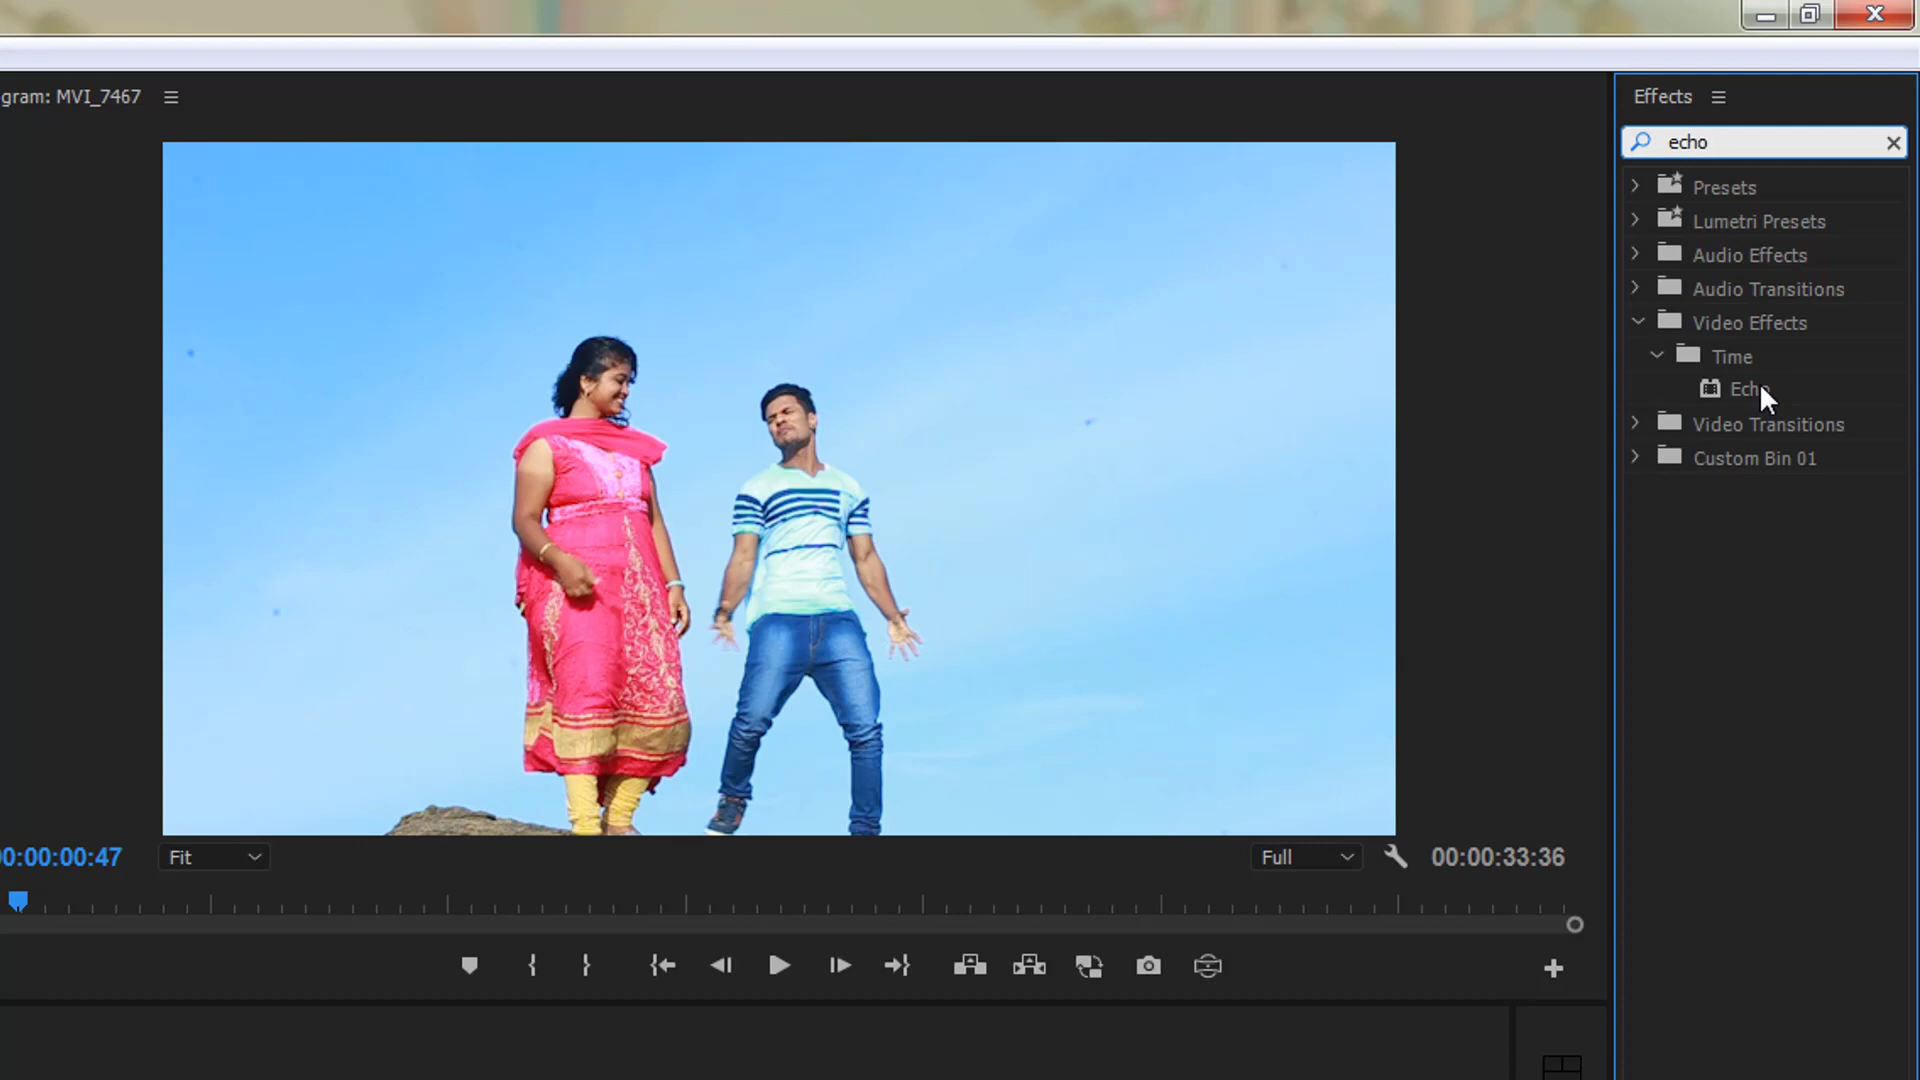 gram: MVI_7467
Effects
echo
Presets
Lumetri Presets
Audio Effects
Audio Transitions
Video Effects
Time
Echo
Video Transitions
Custom Bin 01
0:00:00:47
Fit
Full
00:00:33:36